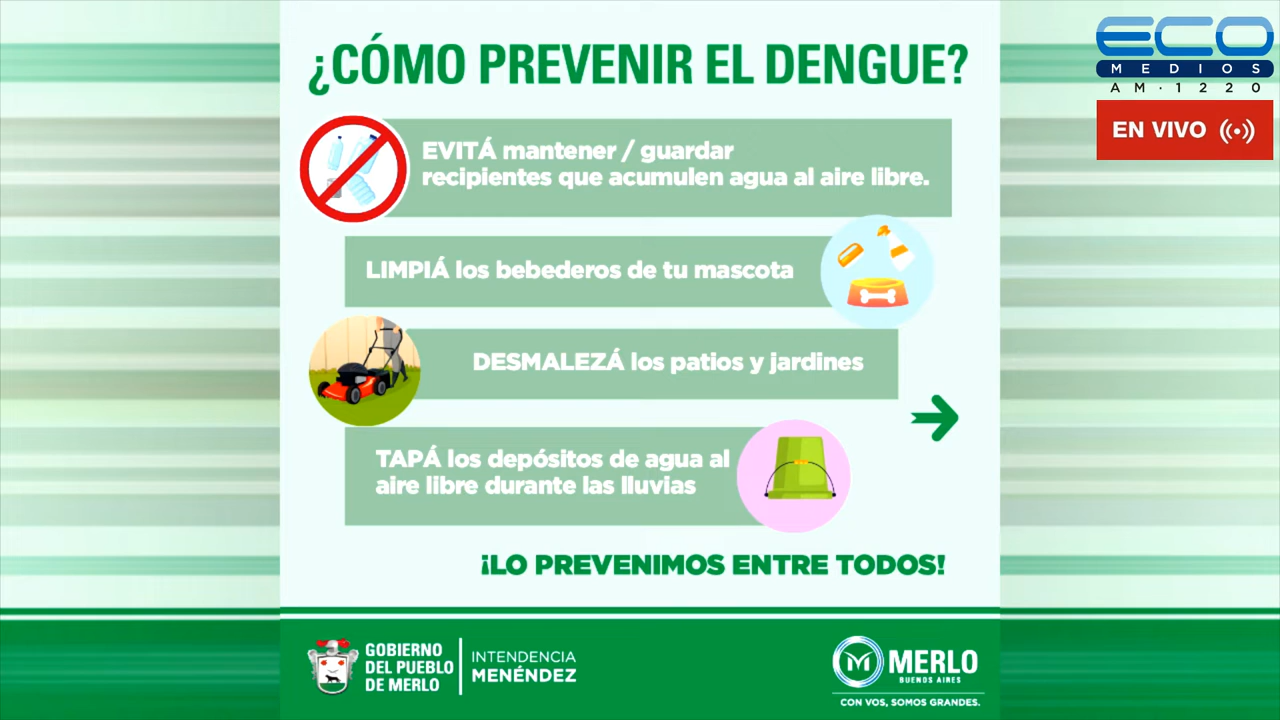 ¿CÓMO PREVENIR EL DENGUE?
ECO
MEDIOS
AM·1220
EN VIVO
EVITÁ mantener / guardar
recipientes que acumulen agua al aire libre.
LIMPIÁ los bebederos de tu mascota
DESMALEZÁ los patios y jardines
TAPÁ los depósitos de agua al
aire libre durante las lluvias
¡LO PREVENIMOS ENTRE TODOS!
GOBIERNO
DEL PUEBLO
DE MERLO
INTENDENCIA
MENÉNDEZ
MERLO
BUENOS AIRES
CON VOS, SOMOS GRANDES.